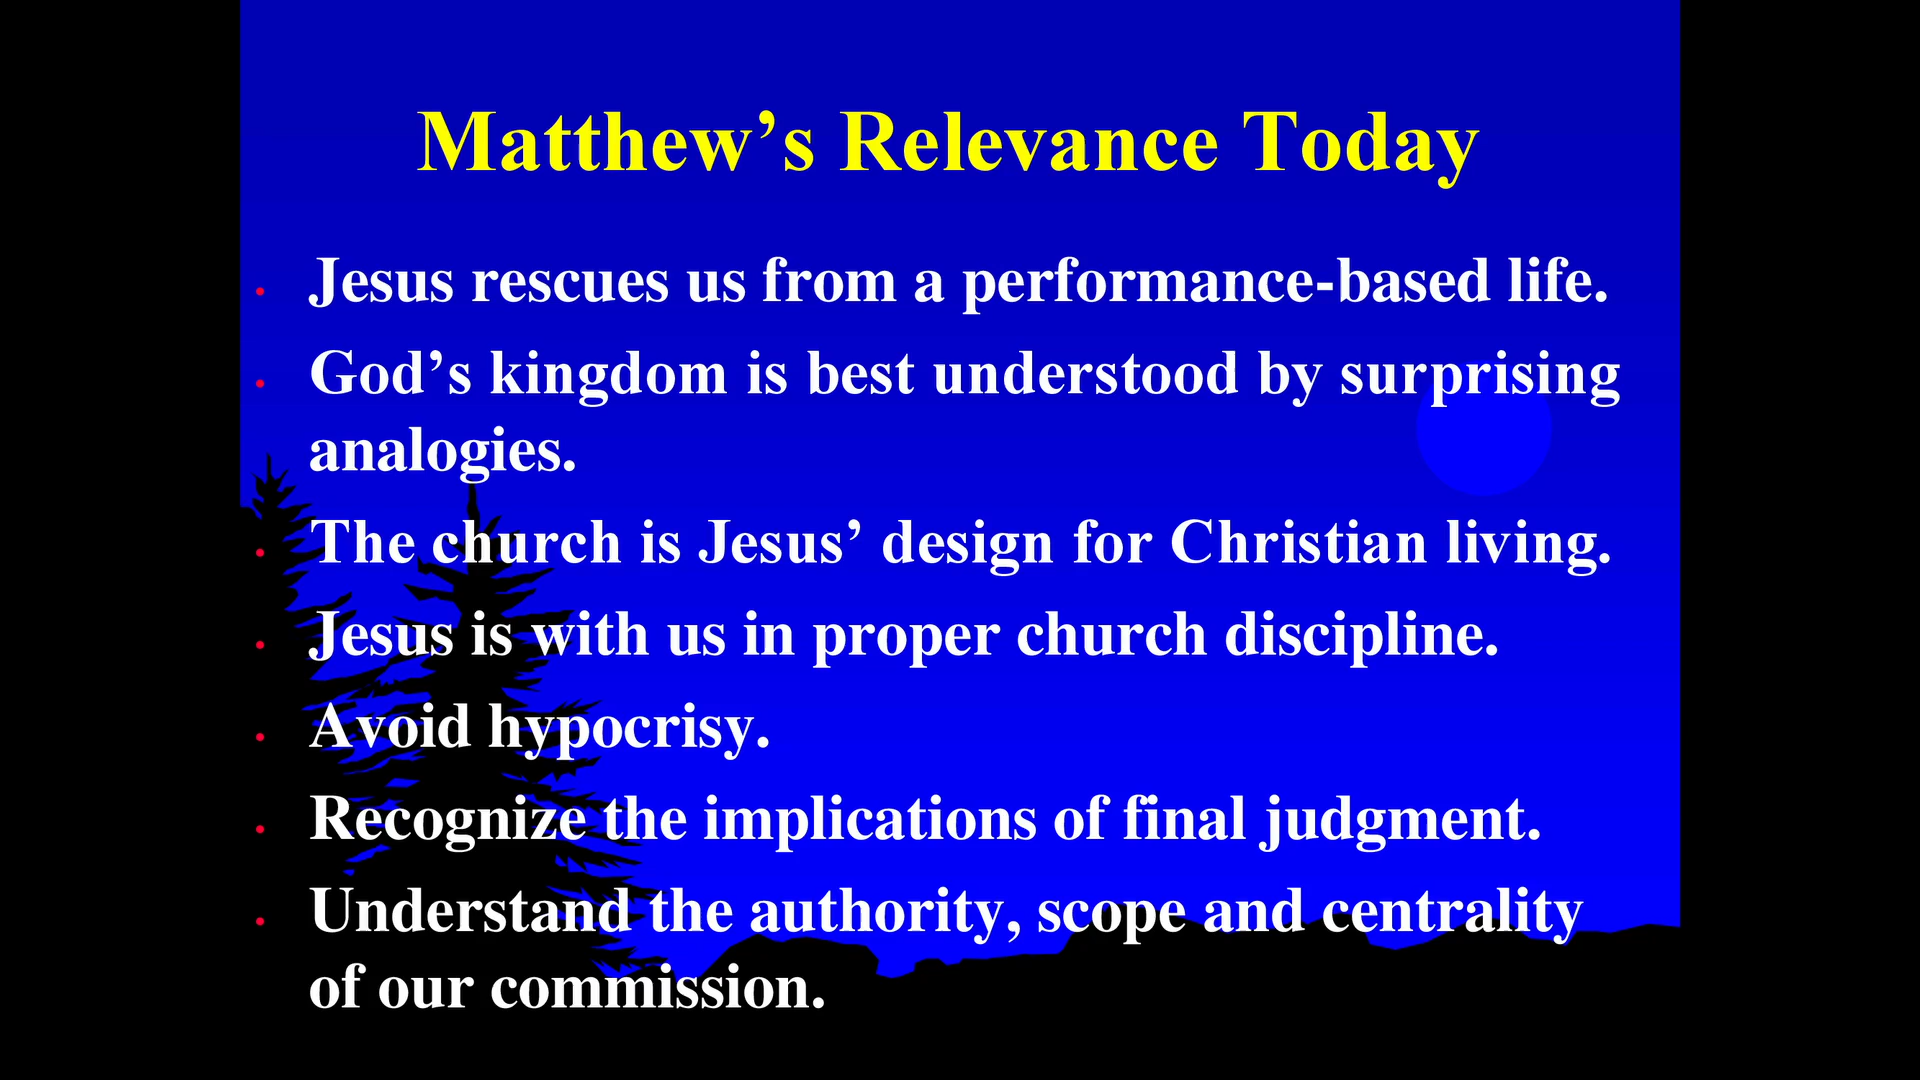 Matthew’s Relevance Today
• Jesus rescues us from a performance-based life.
• God’s kingdom is best understood by surprising
analogies.
• The church is Jesus’ design for Christian living.
• Jesus is with us in proper church discipline.
• Avoid hypocrisy.
• Recognize the implications of final judgment.
• Understand the authority, scope and centrality
of our commission.